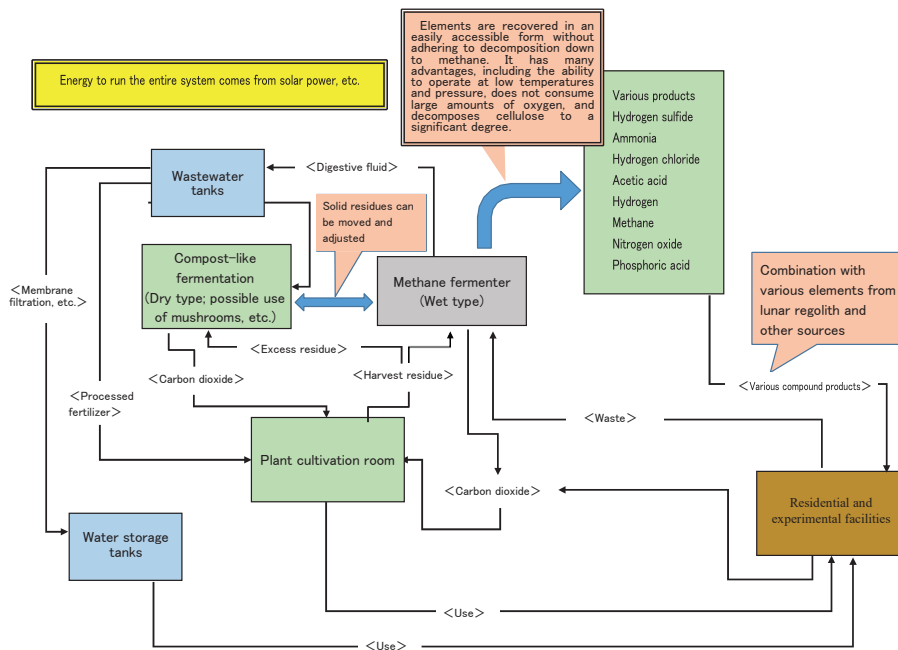 Elements are recovered in an
easily accessible form without
adhering to decomposition down
to methane. It has many
advantages, including the ability
to operate at low temperatures
and pressure, does not consume
large amounts of oxygen, and
decomposes cellulose to a
significant degree.
Energy to run the entire system comes from solar power, etc.
Various products
Hydrogen sulfide
Ammonia
Hydrogen chloride
Acetic acid
Hydrogen
Methane
Nitrogen oxide
Phosphoric acid
Wastewater
tanks
<Digestive fluid>
Solid residues can
be moved and
adjusted
Compost-like
fermentation
(Dry type; possible use
of mushrooms, etc.)
Methane fermenter
(Wet type)
Combination with
various elements from
lunar regolith and
other sources
<Membrane
filtration, etc.>
<Excess residue>
<Carbon dioxide>
<Harvest residue>
<Various compound products>
<Processed
fertilizer>
<Waste>
Plant cultivation room
<Carbon dioxide>
Residential and
experimental facilities
Water storage
tanks
<Use>
<Use>